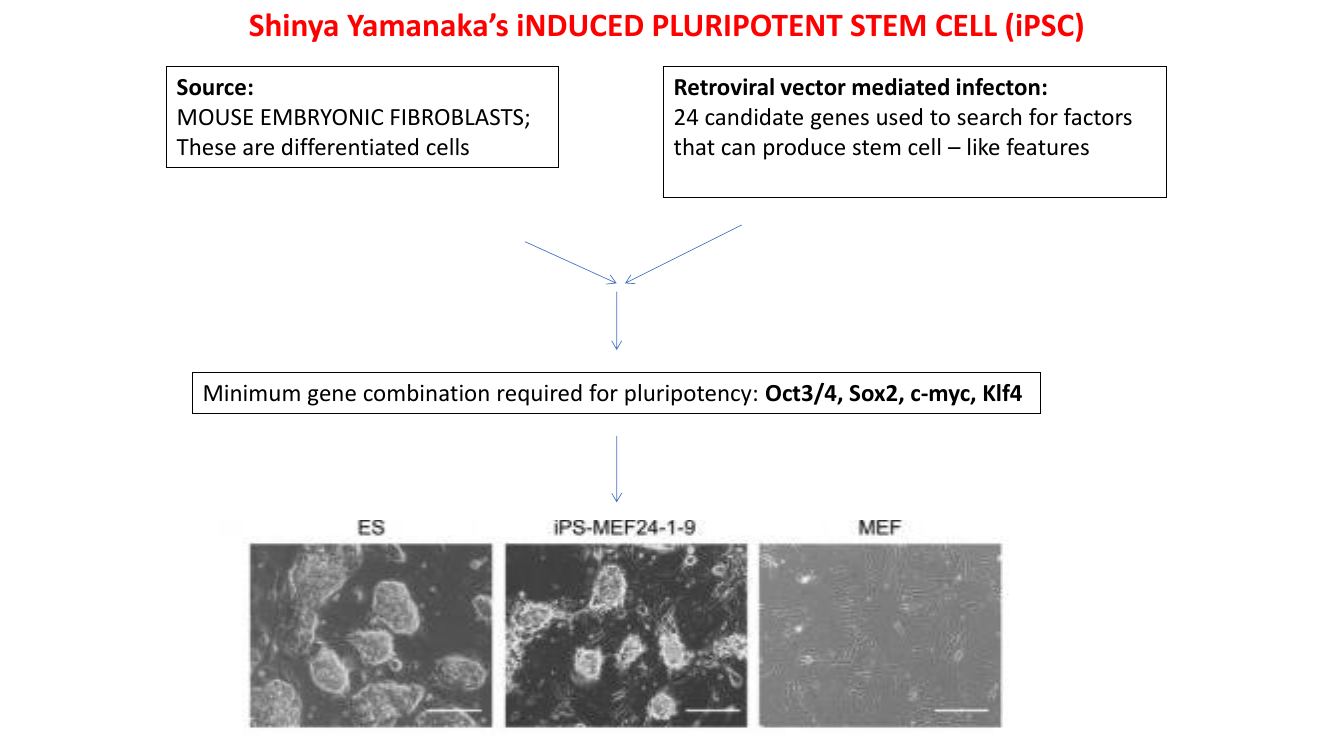 Shinya Yamanaka’s iNDUCED PLURIPOTENT STEM CELL (iPSC)
Source:
MOUSE EMBRYONIC FIBROBLASTS;
These are differentiated cells
Retroviral vector mediated infecton:
24 candidate genes used to search for factors
that can produce stem cell – like features
Minimum gene combination required for pluripotency: Oct3/4, Sox2, c-myc, Klf4
ES
iPS-MEF24-1-9
MEF